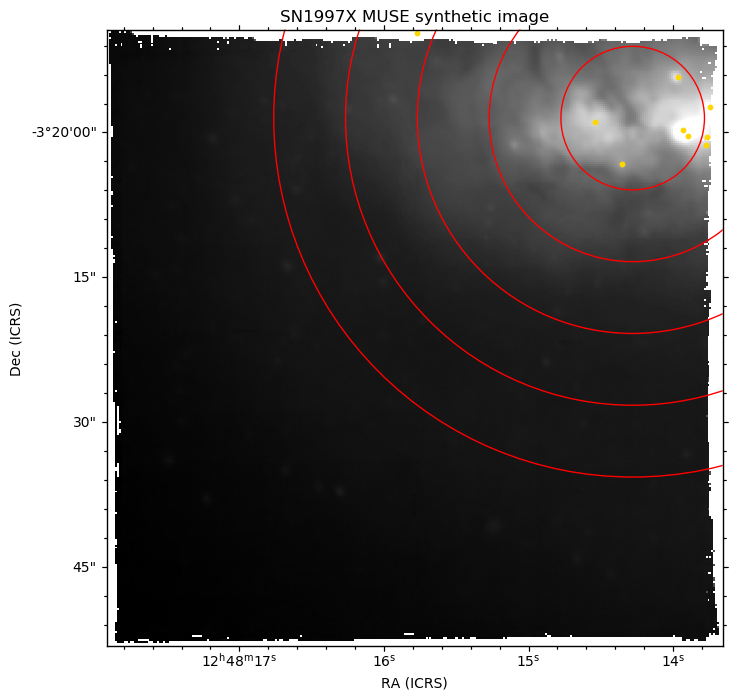 SN1997X MUSE synthetic image
-3°20'00"
15"
30"
45"
Dec (ICRS)
12ʰ48ᵐ17ˢ 16ˢ 15ˢ 14ˢ
RA (ICRS)